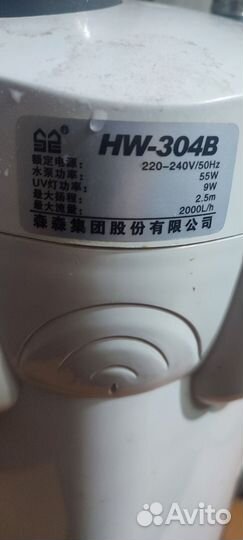 HW-304B
额定电源: 220-240V/50Hz
水泵功率: 55W
UV灯功率: 9W
最大扬程: 2.5m
最大流量: 2000L/h
森森集团股份有限公司
Avito